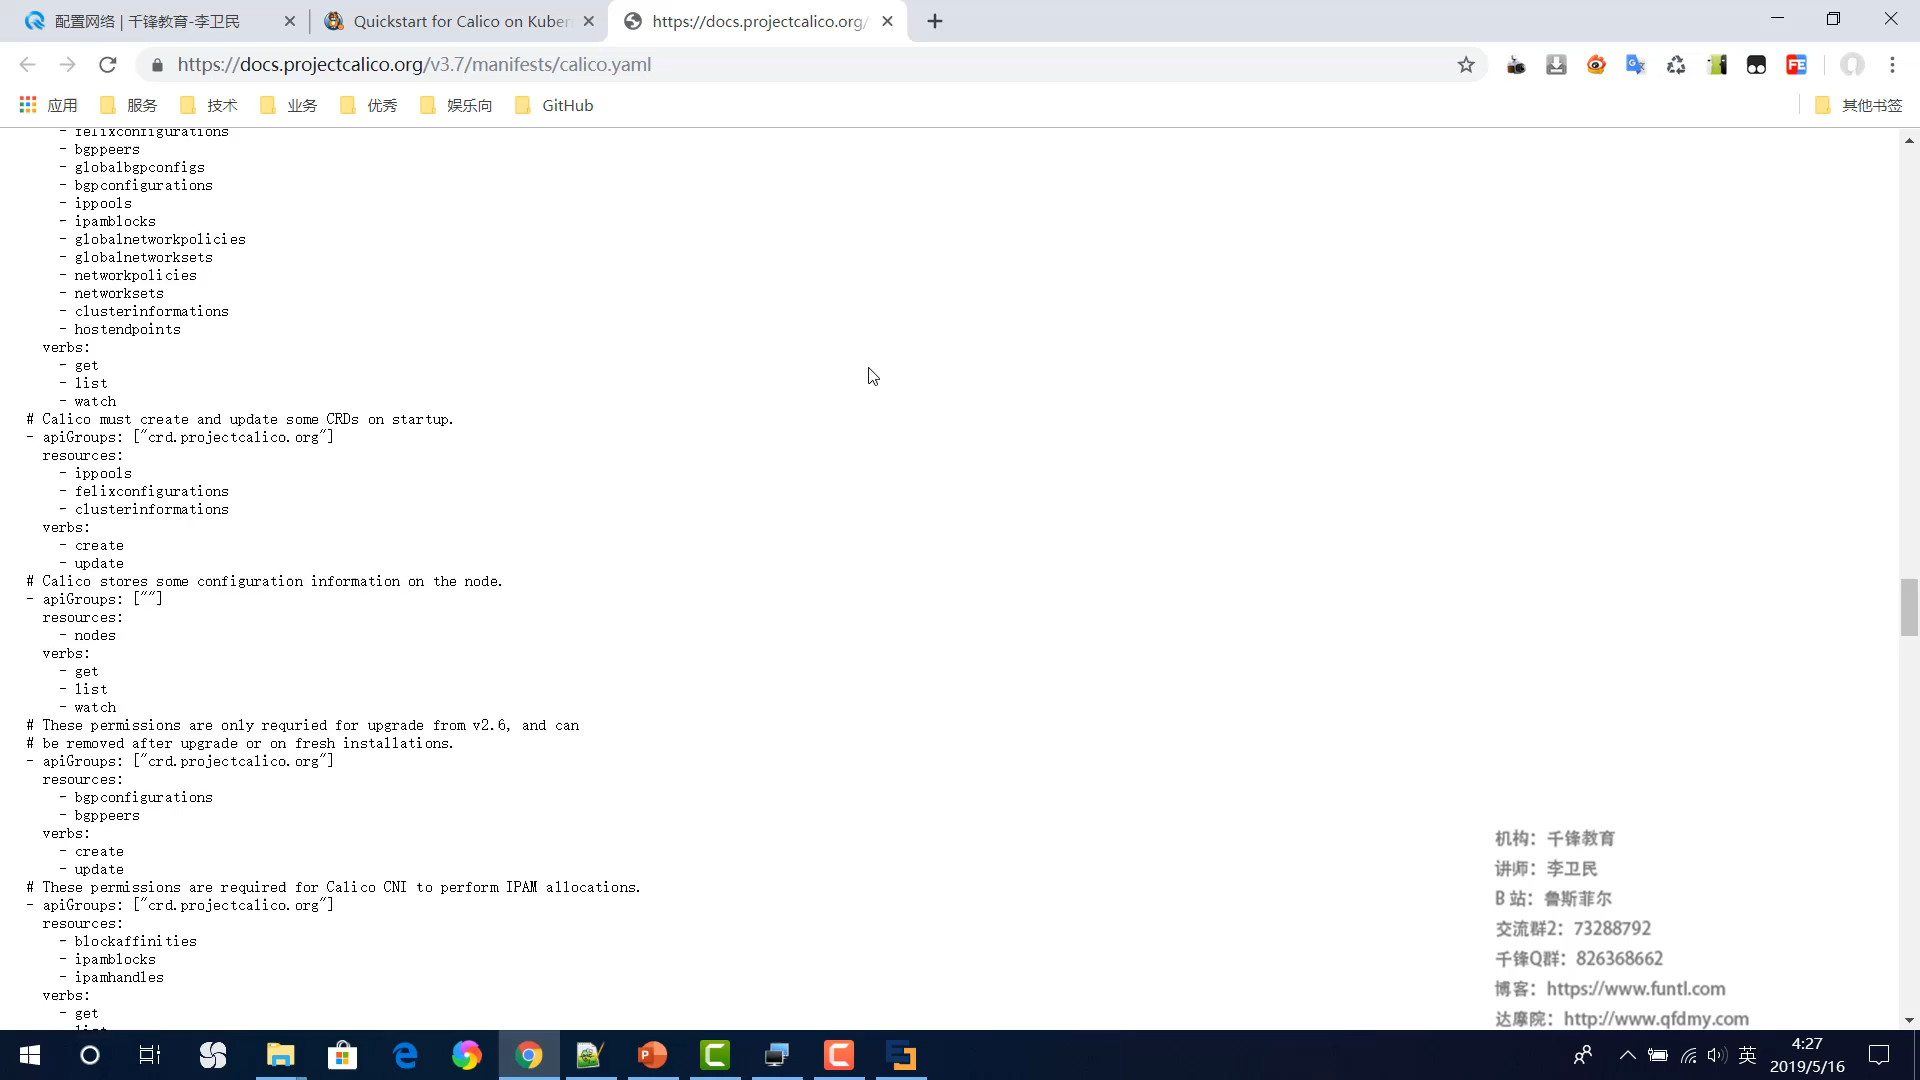 配置网络 | 千锋教育-李卫民
Quickstart for Calico on Kuber
https://docs.projectcalico.org/
https://docs.projectcalico.org/v3.7/manifests/calico.yaml
应用
服务
技术
业务
优秀
娱乐向
GitHub
其他书签
- felixconfigurations
- bgppeers
- globalbgpconfigs
- bgpconfigurations
- ippools
- ipamblocks
- globalnetworkpolicies
- globalnetworksets
- networkpolicies
- networksets
- clusterinformations
- hostendpoints
verbs:
- get
- list
- watch
# Calico must create and update some CRDs on startup.
- apiGroups: ["crd.projectcalico.org"]
resources:
- ippools
- felixconfigurations
- clusterinformations
verbs:
- create
- update
# Calico stores some configuration information on the node.
- apiGroups: [""]
resources:
- nodes
verbs:
- get
- list
- watch
# These permissions are only requried for upgrade from v2.6, and can
# be removed after upgrade or on fresh installations.
- apiGroups: ["crd.projectcalico.org"]
resources:
- bgpconfigurations
- bgppeers
verbs:
- create
- update
# These permissions are required for Calico CNI to perform IPAM allocations.
- apiGroups: ["crd.projectcalico.org"]
resources:
- blockaffinities
- ipamblocks
- ipamhandles
verbs:
- get
- list
机构：千锋教育
讲师：李卫民
B 站：鲁斯菲尔
交流群2：73288792
千锋Q群：826368662
博客：https://www.funtl.com
达摩院：http://www.qfdmy.com
英
4:27
2019/5/16